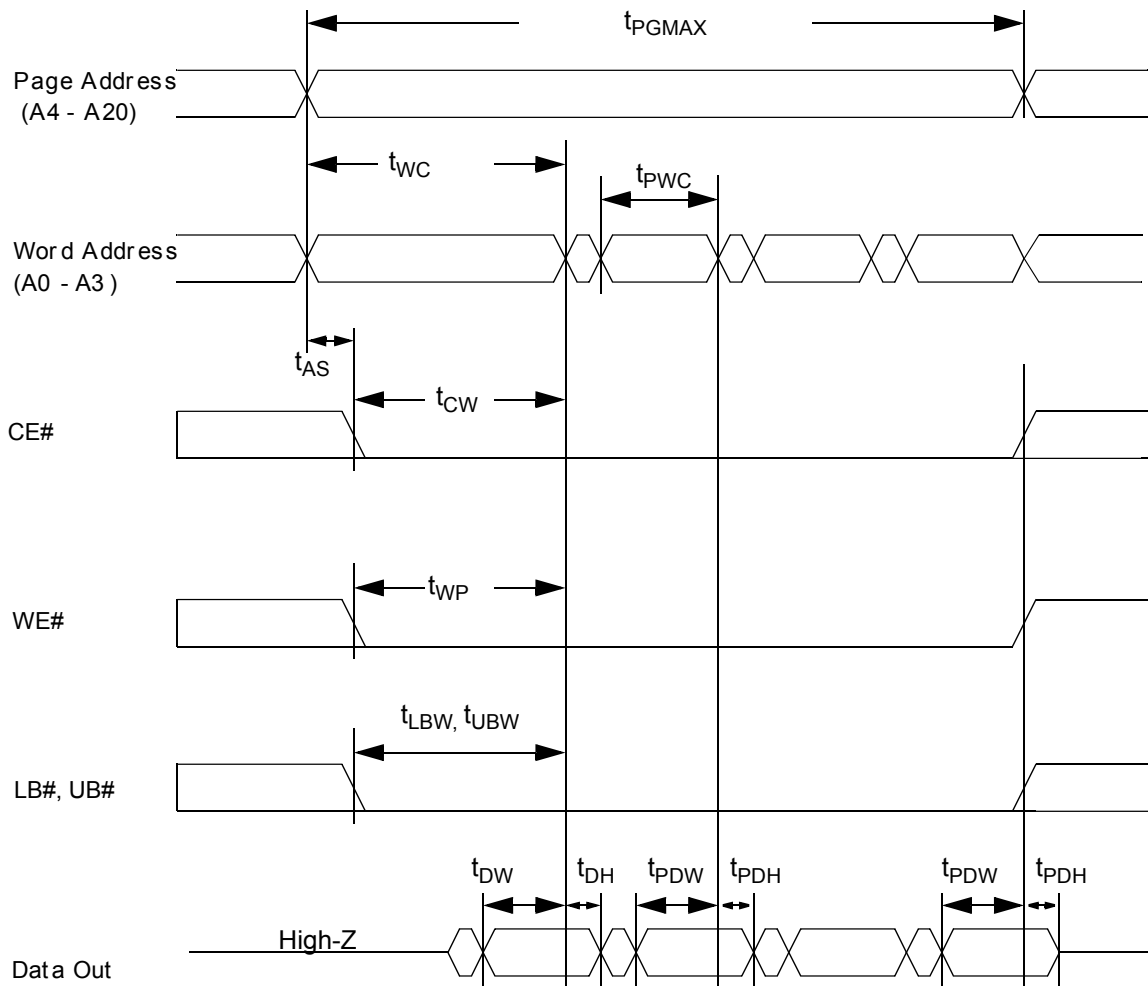 tPGMAX
Page Address
(A4 - A20)
tWC
tPWC
Word Address
(A0 - A3 )
tAS
tCW
CE#
tWP
WE#
tLBW, tUBW
LB#, UB#
tDW
tDH
tPDW
tPDH
tPDW
tPDH
High-Z
Data Out